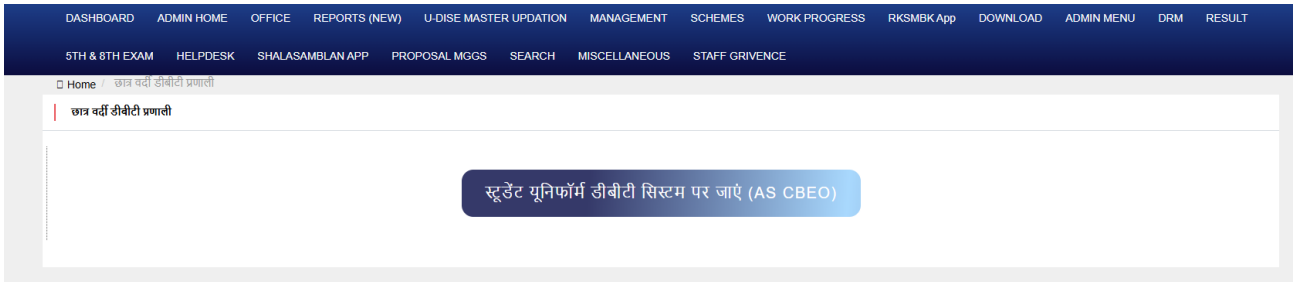 DASHBOARD ADMIN HOME OFFICE REPORTS (NEW) U-DISE MASTER UPDATION MANAGEMENT SCHEMES WORK PROGRESS RKSMBK App DOWNLOAD ADMIN MENU DRM RESULT
5TH & 8TH EXAM HELPDESK SHALASAMBLAN APP PROPOSAL MGGS SEARCH MISCELLANEOUS STAFF GRIVENCE
Home / छात्र वर्दी डीबीटी प्रणाली
छात्र वर्दी डीबीटी प्रणाली
स्टूडेंट यूनिफॉर्म डीबीटी सिस्टम पर जाएं (AS CBEO)